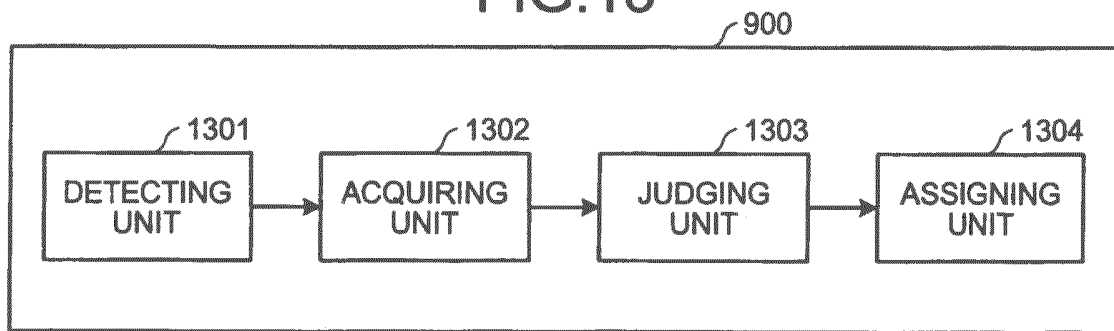 900
1301
1302
1303
1304
DETECTING
UNIT
ACQUIRING
UNIT
JUDGING
UNIT
ASSIGNING
UNIT